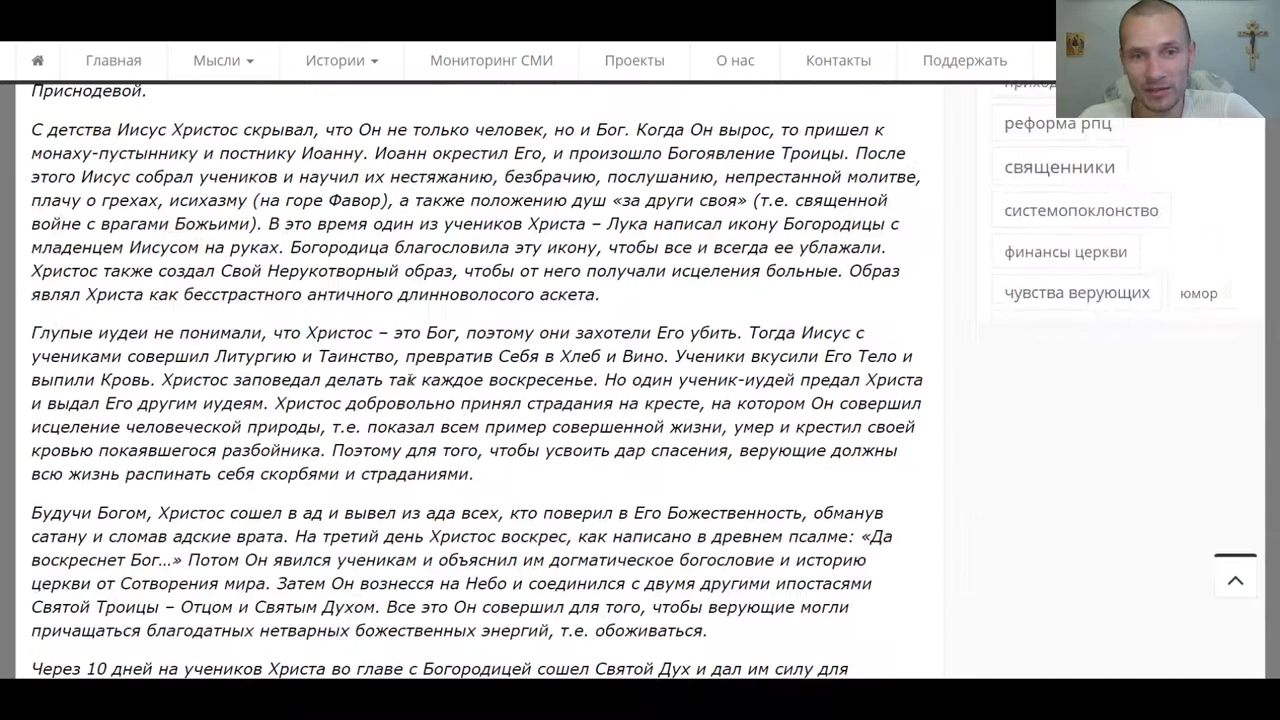 Главная
Мысли
Истории
Мониторинг СМИ
Проекты
О нас
Контакты
Поддержать
Приснодевой.
С детства Иисус Христос скрывал, что Он не только человек, но и Бог. Когда Он вырос, то пришел к
монаху-пустыннику и постнику Иоанну. Иоанн окрестил Его, и произошло Богоявление Троицы. После
этого Иисус собрал учеников и научил их нестяжанию, безбрачию, послушанию, непрестанной молитве,
плачу о грехах, исихазму (на горе Фавор), а также положению душ «за други своя» (т.е. священной
войне с врагами Божьими). В это время один из учеников Христа – Лука написал икону Богородицы с
младенцем Иисусом на руках. Богородица благословила эту икону, чтобы все и всегда ее ублажали.
Христос также создал Свой Нерукотворный образ, чтобы от него получали исцеления больные. Образ
являл Христа как бесстрастного античного длинноволосого аскета.
Глупые иудеи не понимали, что Христос – это Бог, поэтому они захотели Его убить. Тогда Иисус с
учениками совершил Литургию и Таинство, превратив Себя в Хлеб и Вино. Ученики вкусили Его Тело и
выпили Кровь. Христос заповедал делать так каждое воскресенье. Но один ученик-иудей предал Христа
и выдал Его другим иудеям. Христос добровольно принял страдания на кресте, на котором Он совершил
исцеление человеческой природы, т.е. показал всем пример совершенной жизни, умер и крестил своей
кровью покаявшегося разбойника. Поэтому для того, чтобы усвоить дар спасения, верующие должны
всю жизнь распинать себя скорбями и страданиями.
Будучи Богом, Христос сошел в ад и вывел из ада всех, кто поверил в Его Божественность, обманув
сатану и сломав адские врата. На третий день Христос воскрес, как написано в древнем псалме: «Да
воскреснет Бог…» Потом Он явился ученикам и объяснил им догматическое богословие и историю
церкви от Сотворения мира. Затем Он вознесся на Небо и соединился с двумя другими ипостасями
Святой Троицы – Отцом и Святым Духом. Все это Он совершил для того, чтобы верующие могли
причащаться благодатных нетварных божественных энергий, т.е. обоживаться.
Через 10 дней на учеников Христа во главе с Богородицей сошел Святой Дух и дал им силу для
реформа рпц
священники
системопоклонство
финансы церкви
чувства верующих
юмор